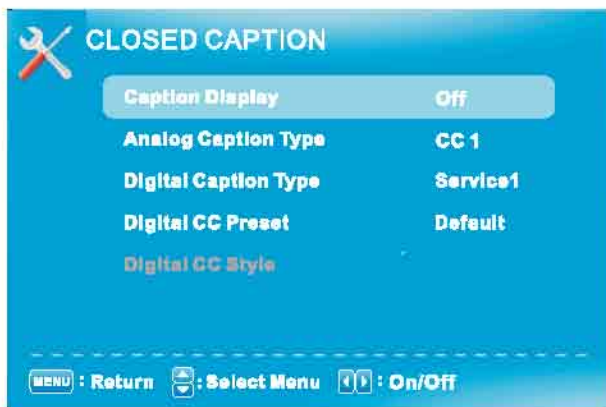 CLOSED CAPTION
Caption Display Off
Analog Caption Type CC 1
Digital Caption Type Service1
Digital CC Preset Default
Digital CC Style
MENU : Return : Select Menu : On/Off